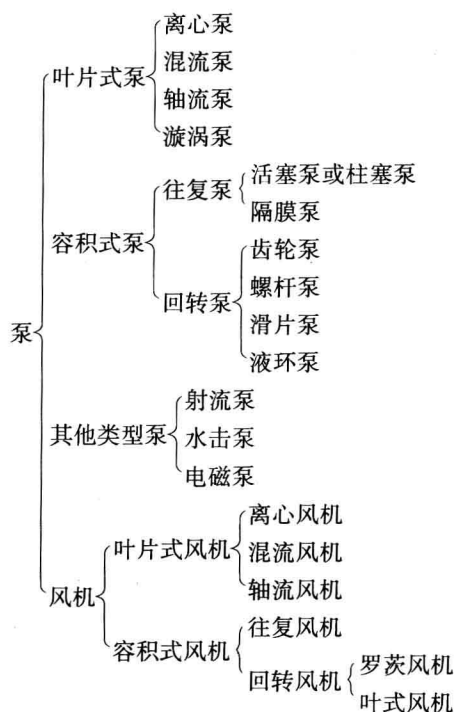 离心泵
混流泵
叶片式泵
轴流泵
漩涡泵
活塞泵或柱塞泵
往复泵
隔膜泵
容积式泵
齿轮泵
螺杆泵
回转泵
滑片泵
液环泵
泵
射流泵
其他类型泵
水击泵
电磁泵
离心风机
叶片式风机
混流风机
轴流风机
风机
往复风机
容积式风机
罗茨风机
回转风机
叶式风机